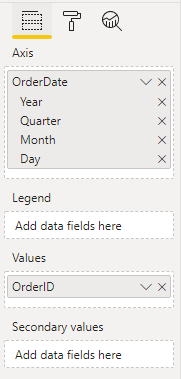 Axis
OrderDate
Year
Quarter
Month
Day
Legend
Add data fields here
Values
OrderID
Secondary values
Add data fields here